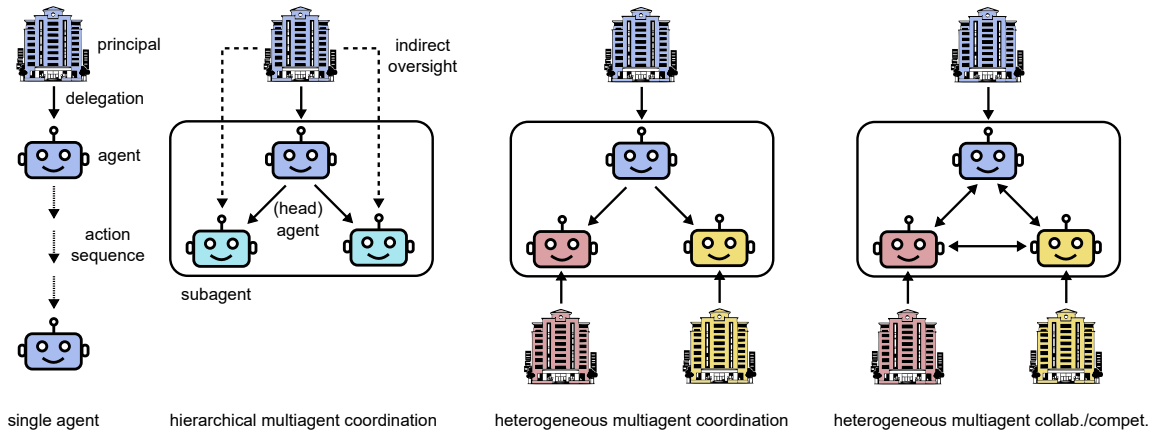 principal
delegation
agent
action
sequence
single agent
indirect
oversight
(head)
agent
subagent
hierarchical multiagent coordination
heterogeneous multiagent coordination
heterogeneous multiagent collab./compet.